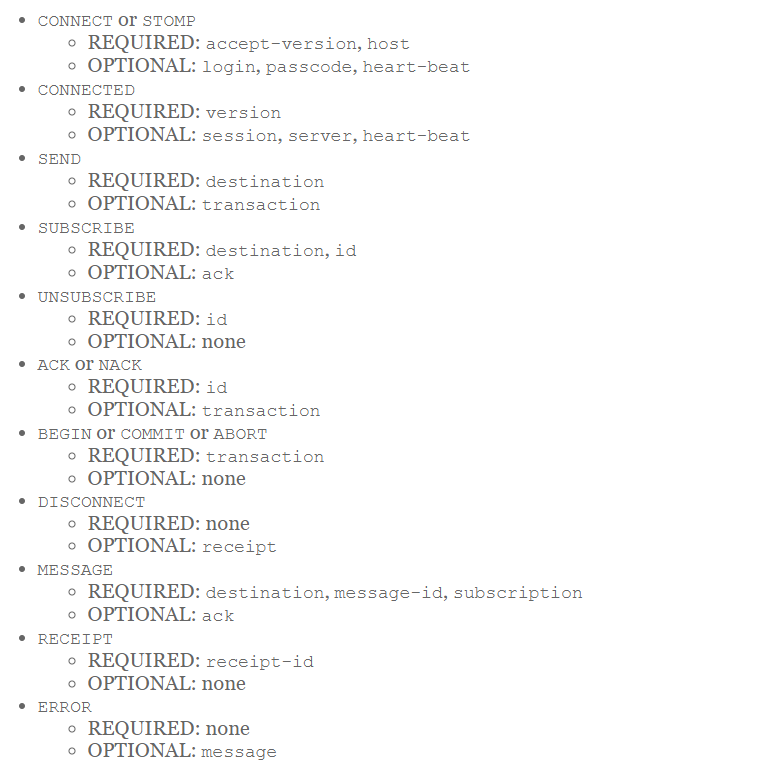 CONNECT or STOMP
REQUIRED: accept-version, host
OPTIONAL: login, passcode, heart-beat
CONNECTED
REQUIRED: version
OPTIONAL: session, server, heart-beat
SEND
REQUIRED: destination
OPTIONAL: transaction
SUBSCRIBE
REQUIRED: destination, id
OPTIONAL: ack
UNSUBSCRIBE
REQUIRED: id
OPTIONAL: none
ACK or NACK
REQUIRED: id
OPTIONAL: transaction
BEGIN or COMMIT or ABORT
REQUIRED: transaction
OPTIONAL: none
DISCONNECT
REQUIRED: none
OPTIONAL: receipt
MESSAGE
REQUIRED: destination, message-id, subscription
OPTIONAL: ack
RECEIPT
REQUIRED: receipt-id
OPTIONAL: none
ERROR
REQUIRED: none
OPTIONAL: message